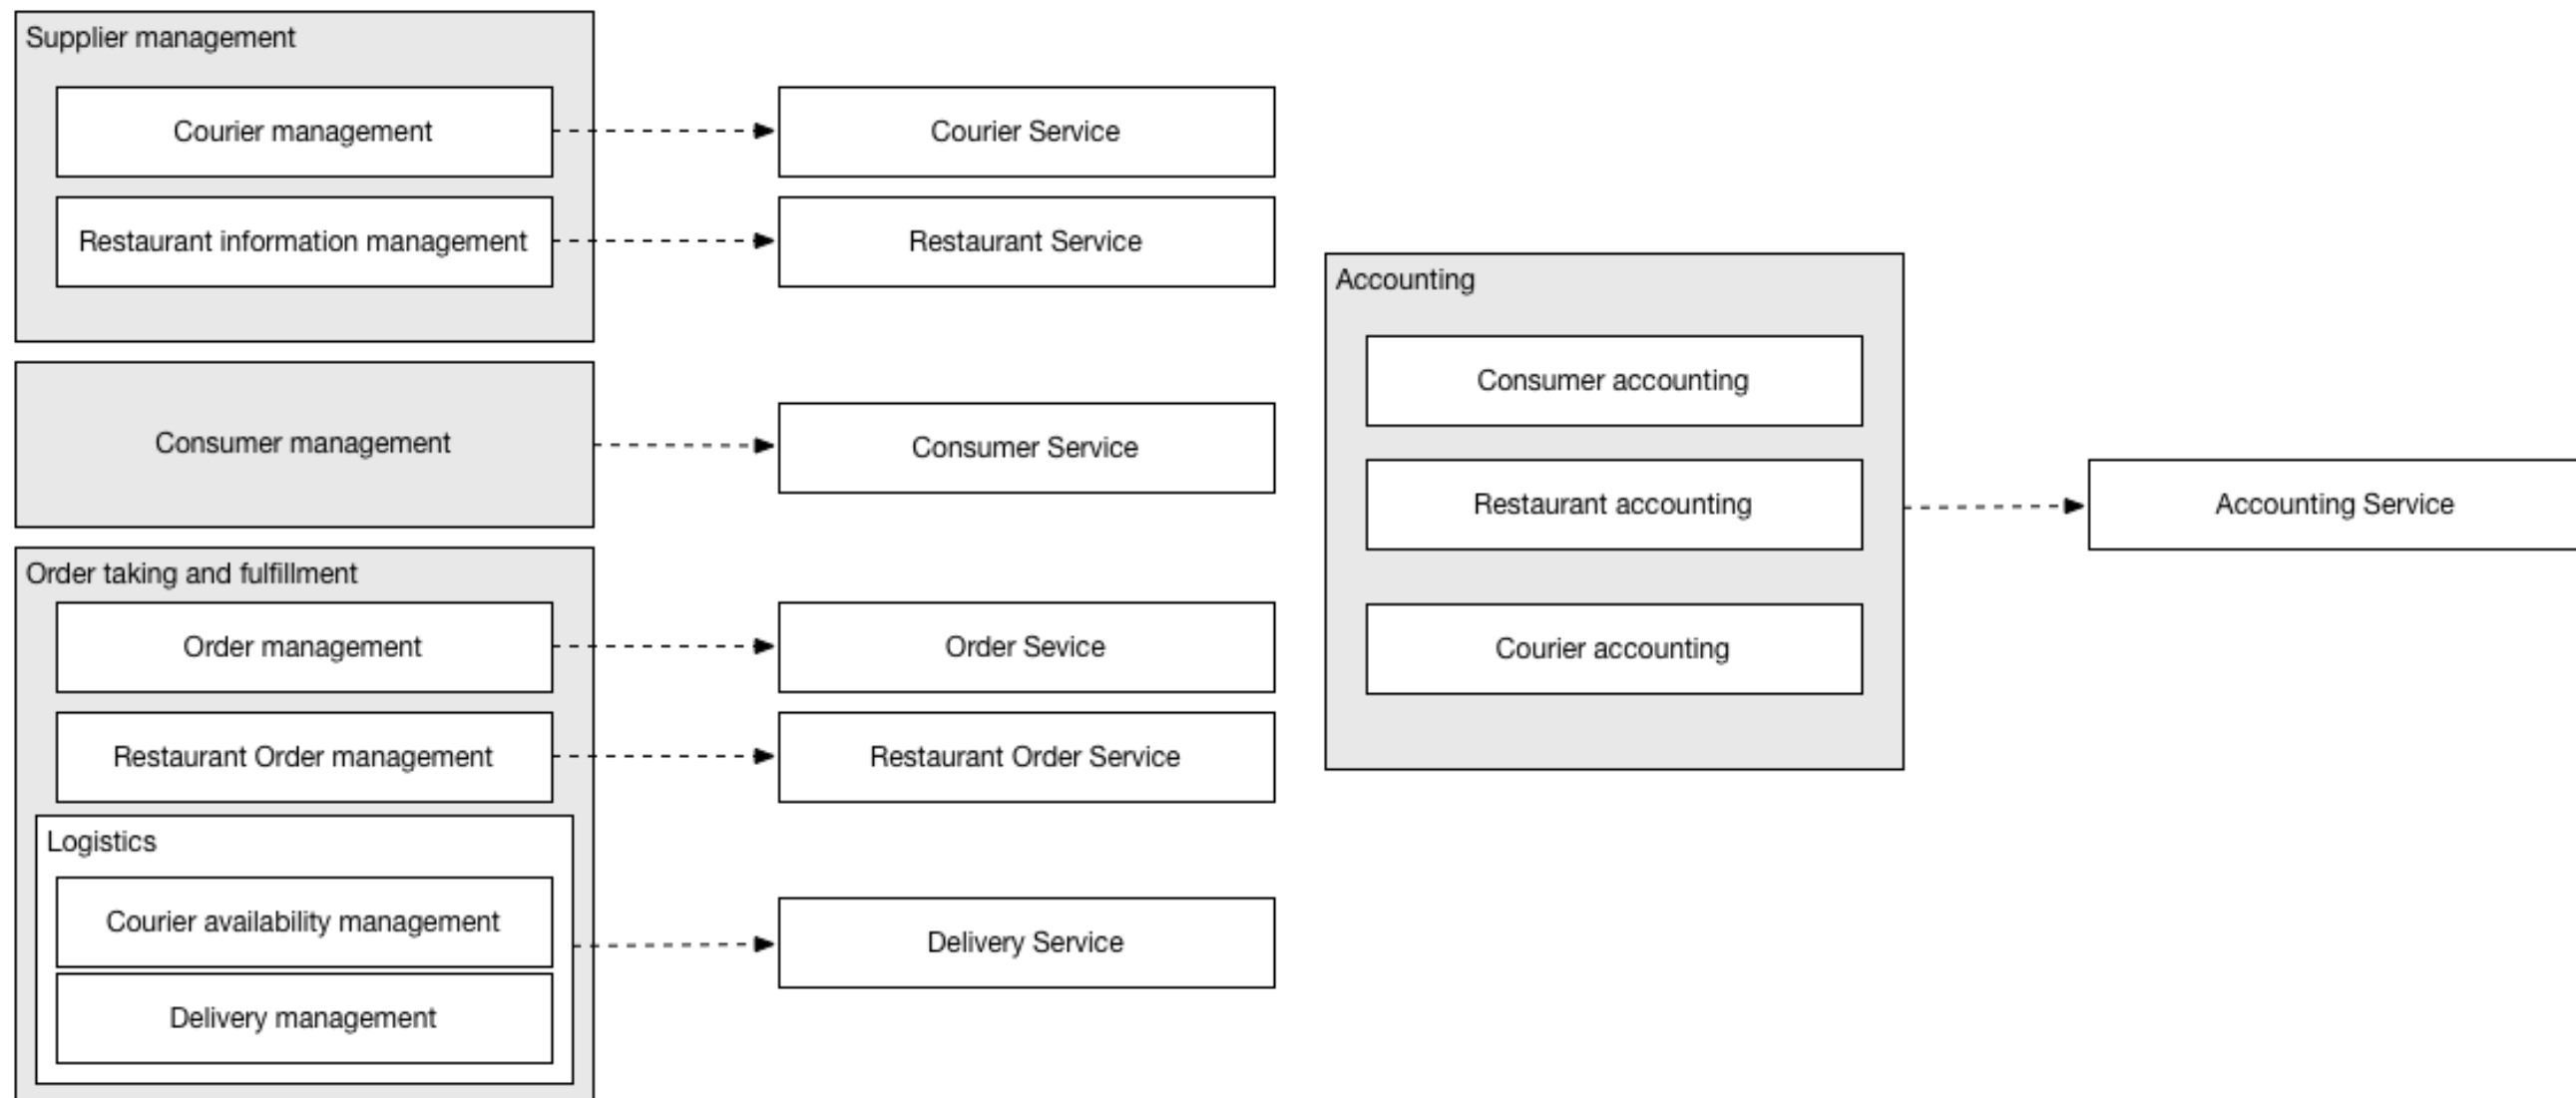 Supplier management
Courier management
Courier Service
Restaurant information management
Restaurant Service
Consumer management
Consumer Service
Order taking and fulfillment
Order management
Order Sevice
Restaurant Order management
Restaurant Order Service
Logistics
Courier availability management
Delivery Service
Delivery management
Accounting
Consumer accounting
Restaurant accounting
Accounting Service
Courier accounting